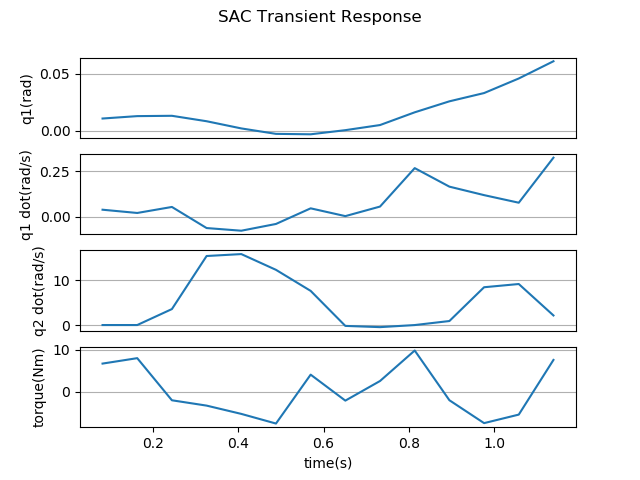 SAC Transient Response
0.05
0.00
q1(rad)
0.25
0.00
q1 dot(rad/s)
10
0
q2 dot(rad/s)
10
0
torque(Nm)
0.2 0.4 0.6 0.8 1.0
time(s)